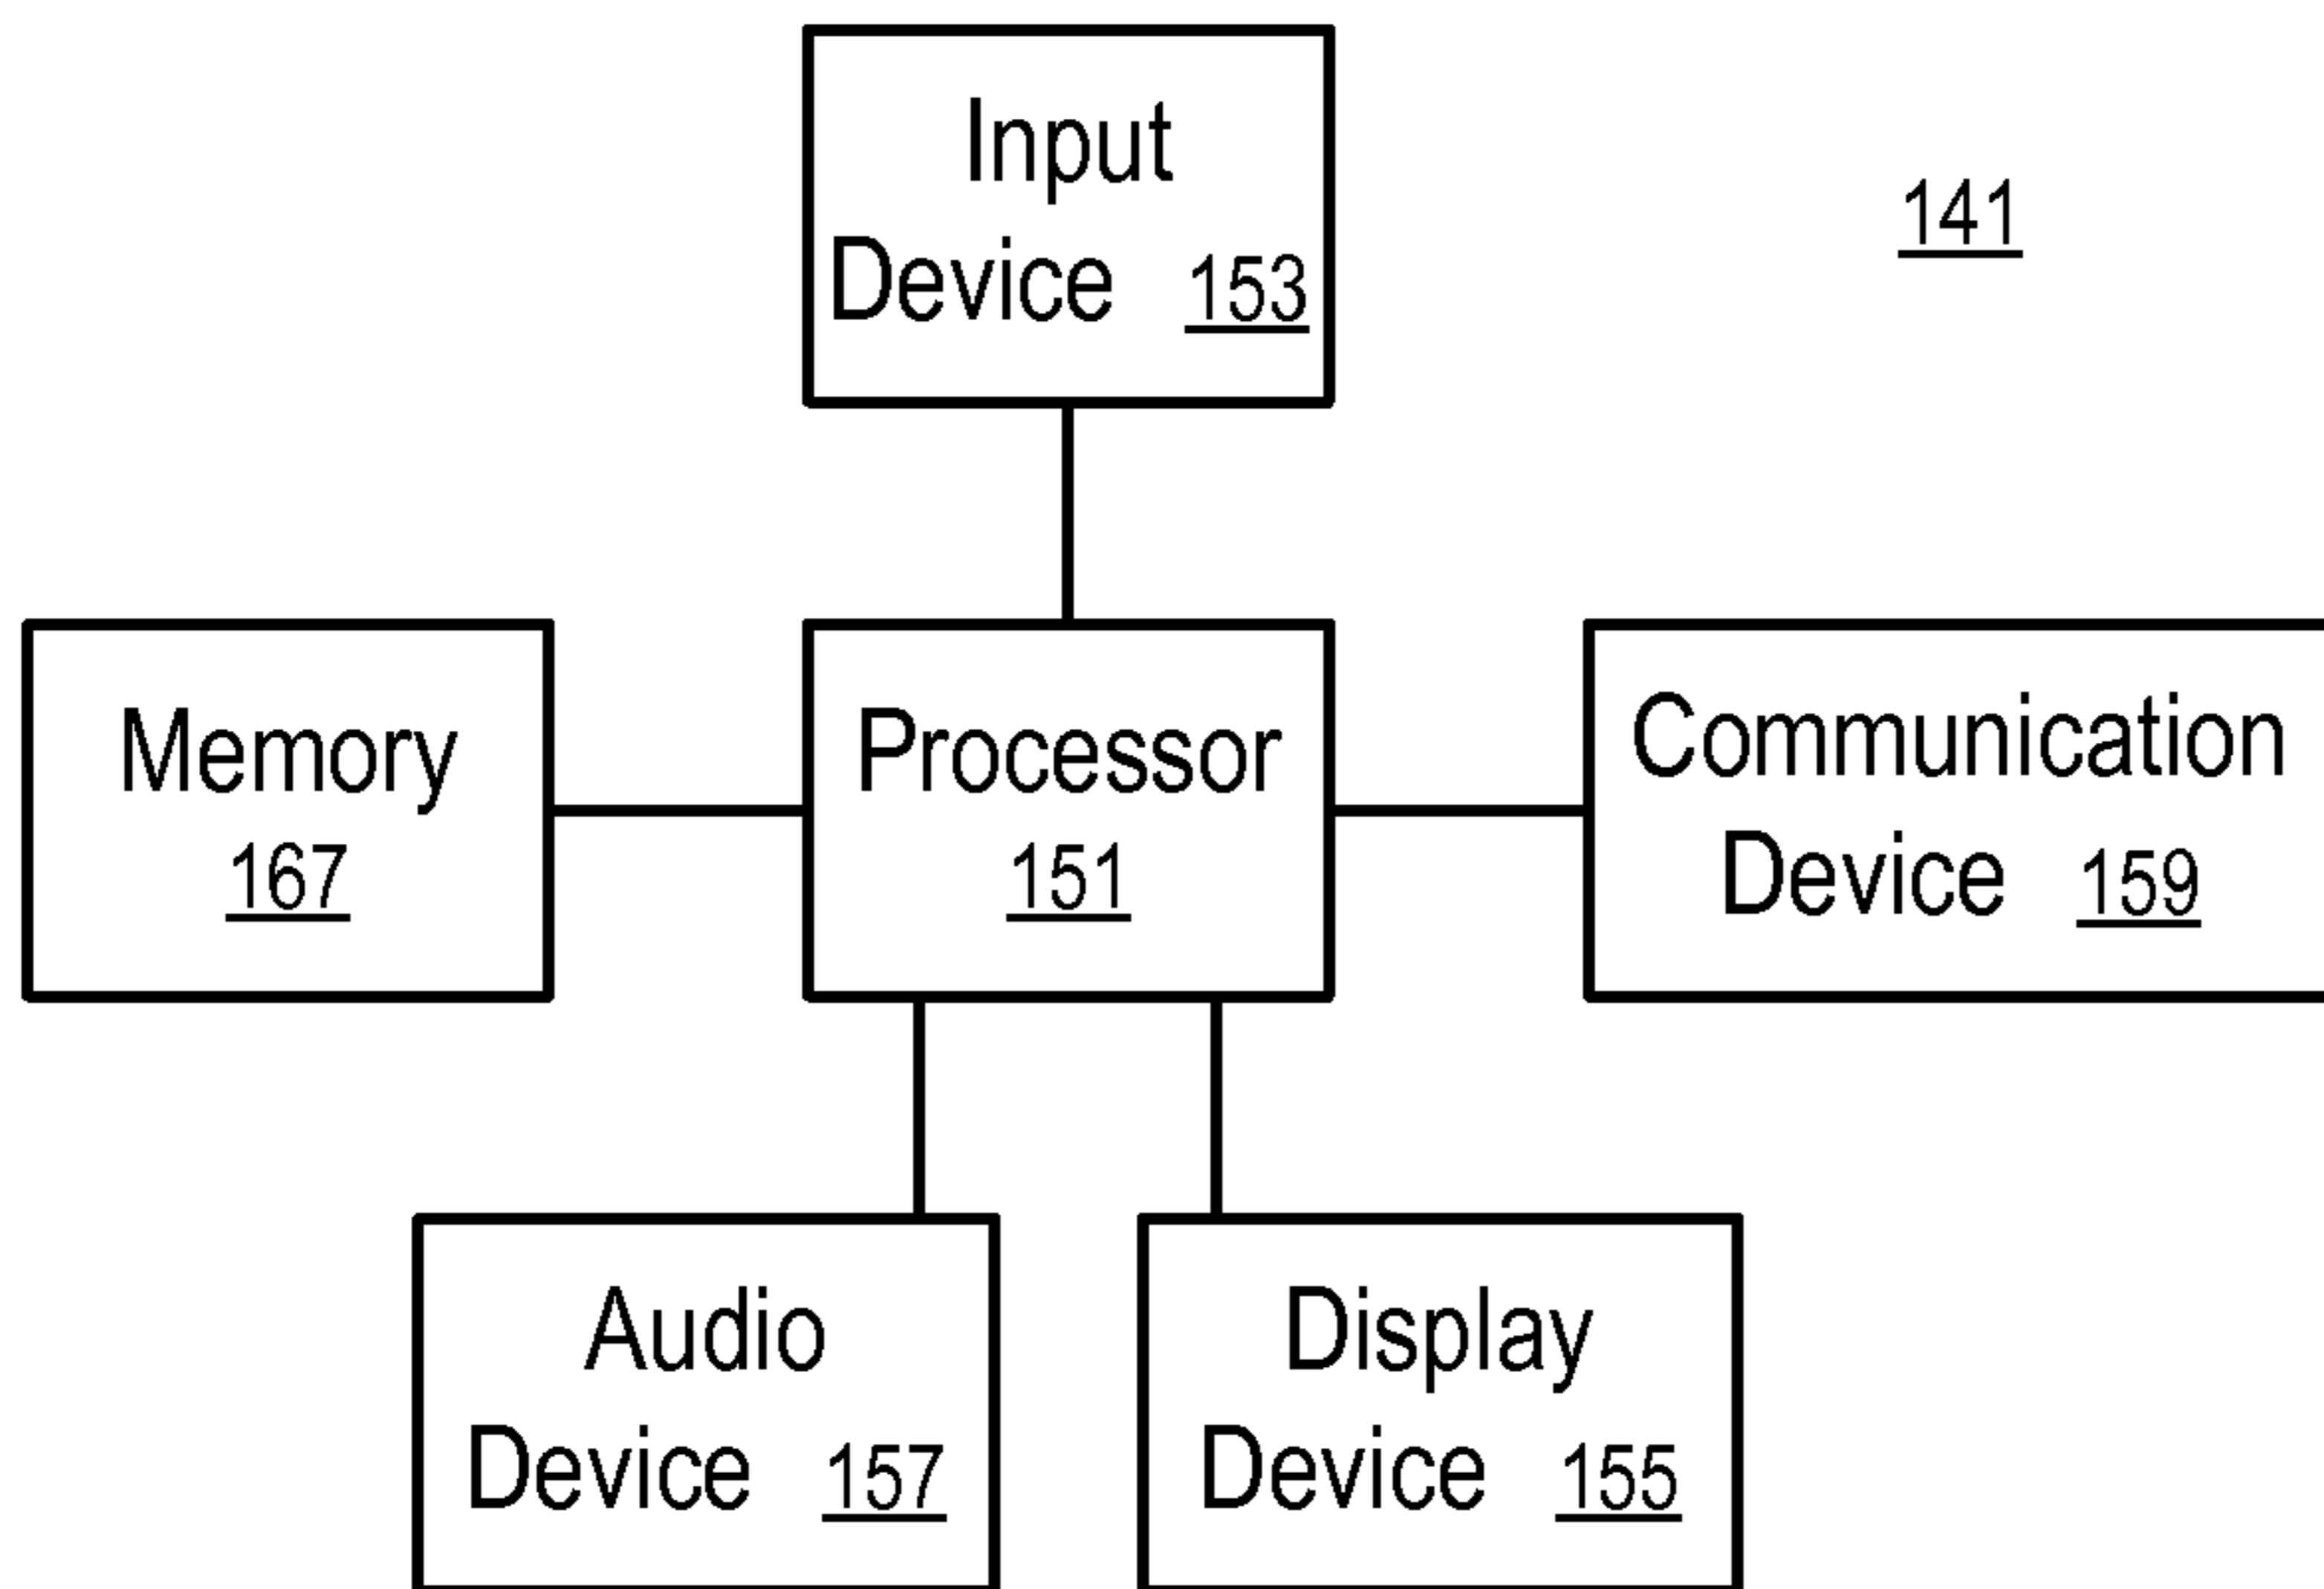 Input
Device 153
141
Memory
167
Processor
151
Communication
Device 159
Audio
Device 157
Display
Device 155